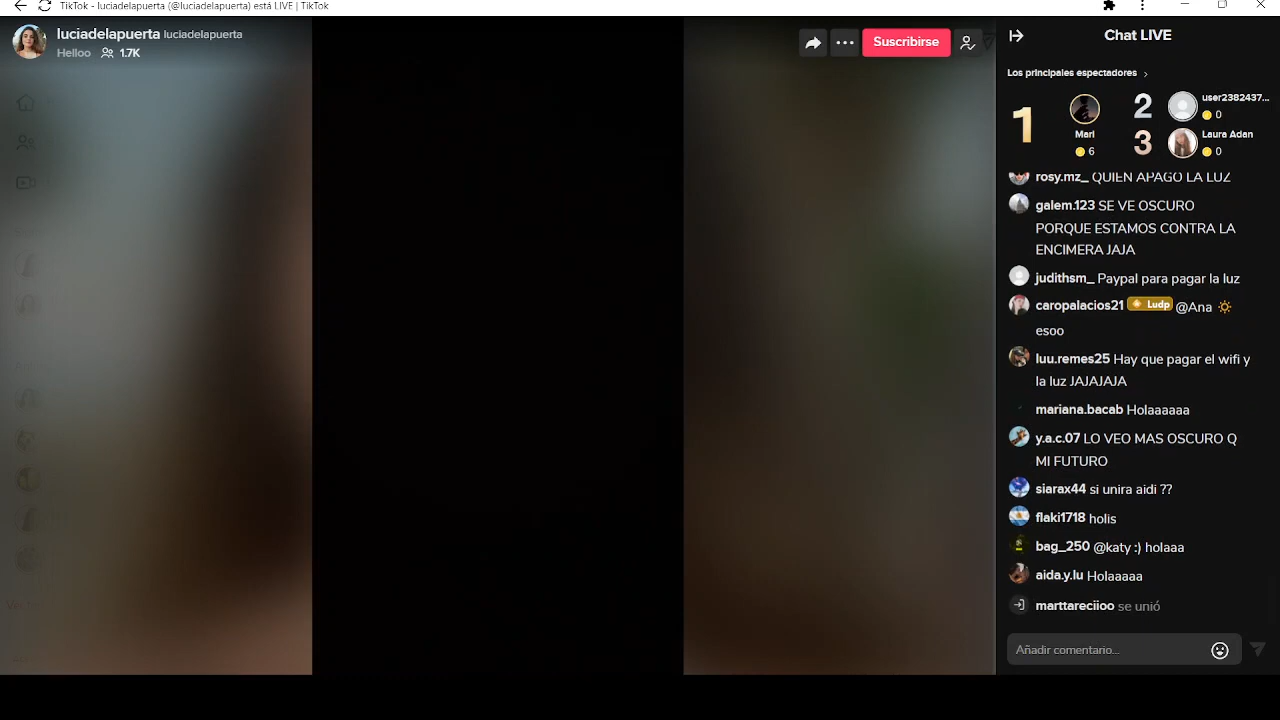 TikTok - luciadelapuerta (@luciadelapuerta) está LIVE | TikTok
luciadelapuerta luciadelapuerta
Helloo 1.7K
Suscribirse
Chat LIVE
Los principales espectadores
1
Mari
6
2 user2382437...
0
3 Laura Adan
0
rosy.mz_ QUIEN APAGO LA LUZ
galem.123 SE VE OSCURO
PORQUE ESTAMOS CONTRA LA
ENCIMERA JAJA
judithsm_ Paypal para pagar la luz
caropalacios21 Ludp @Ana 🔅
esoo
luu.remes25 Hay que pagar el wifi y
la luz JAJAJAJA
mariana.bacab Holaaaaaa
y.a.c.07 LO VEO MAS OSCURO Q
MI FUTURO
siarax44 si unira aidi ??
flaki1718 holis
bag_250 @katy :) holaaa
aida.y.lu Holaaaaa
marttareciioo se unió
Añadir comentario...